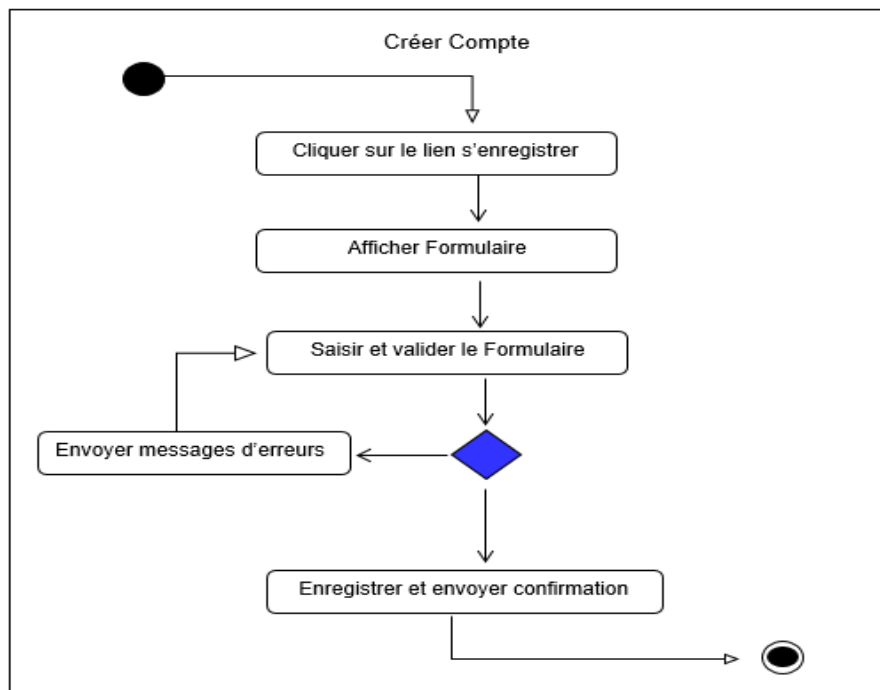 Créer Compte
Cliquer sur le lien s’enregistrer
Afficher Formulaire
Saisir et valider le Formulaire
Envoyer messages d’erreurs
Enregistrer et envoyer confirmation